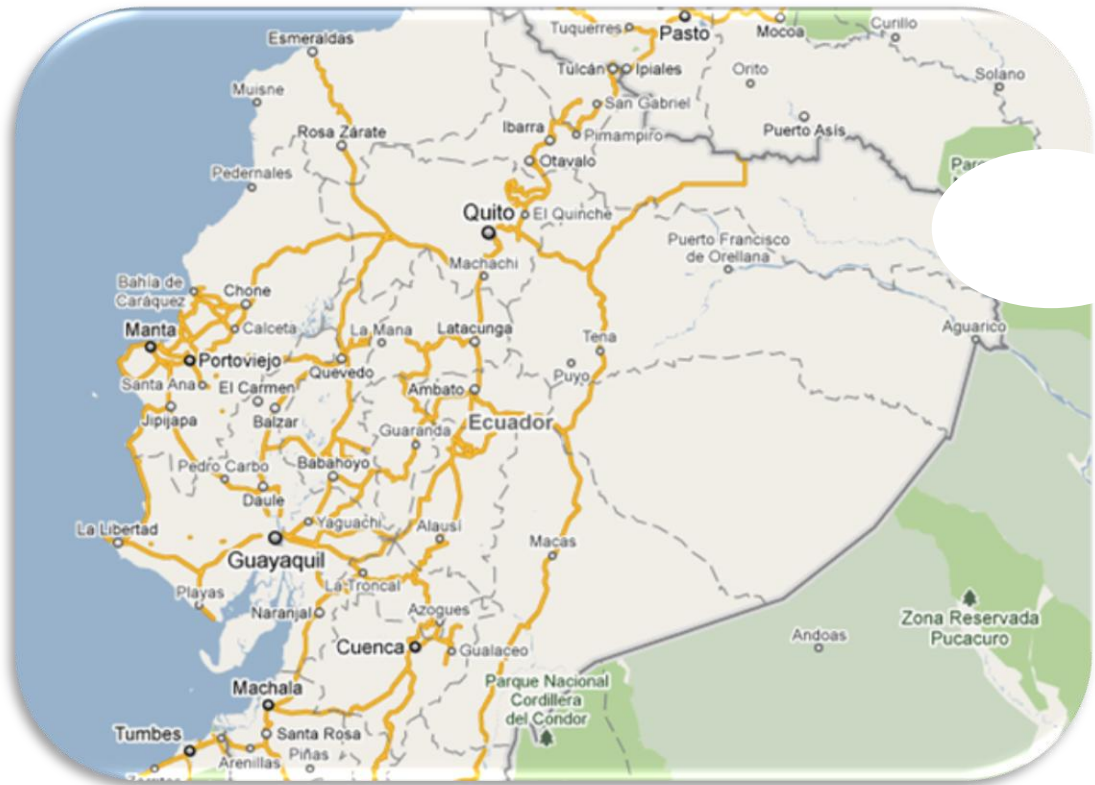 Curillo
Tuquerres
Pasto
Mocoa
Esmeraldas
Tulcán
Ipiales
Orito
Solano
Muisne
San Gabriel
Rosa Zárate
Ibarra
Pimampiro
Puerto Asís
Otavalo
Pedernales
Quito
El Quinche
Puerto Francisco
de Orellana
Machachi
Bahía de
Caráquez
Chone
Manta
Calceta
La Mana
Latacunga
Aguarico
Tena
Portoviejo
Quevedo
Puyo
Santa Ana
El Carmen
Ambato
Jipijapa
Balzar
Ecuador
Guaranda
Pedro Carbo
Babahoyo
Daule
La Libertad
Yaguachi
Alausí
Guayaquil
Macas
La Troncal
Playas
Naranjal
Azogues
Zona Reservada
Pucacuro
Andoas
Cuenca
Gualaceo
Machala
Parque Nacional
Cordillera
del Cóndor
Tumbes
Santa Rosa
Arenillas
Piñas